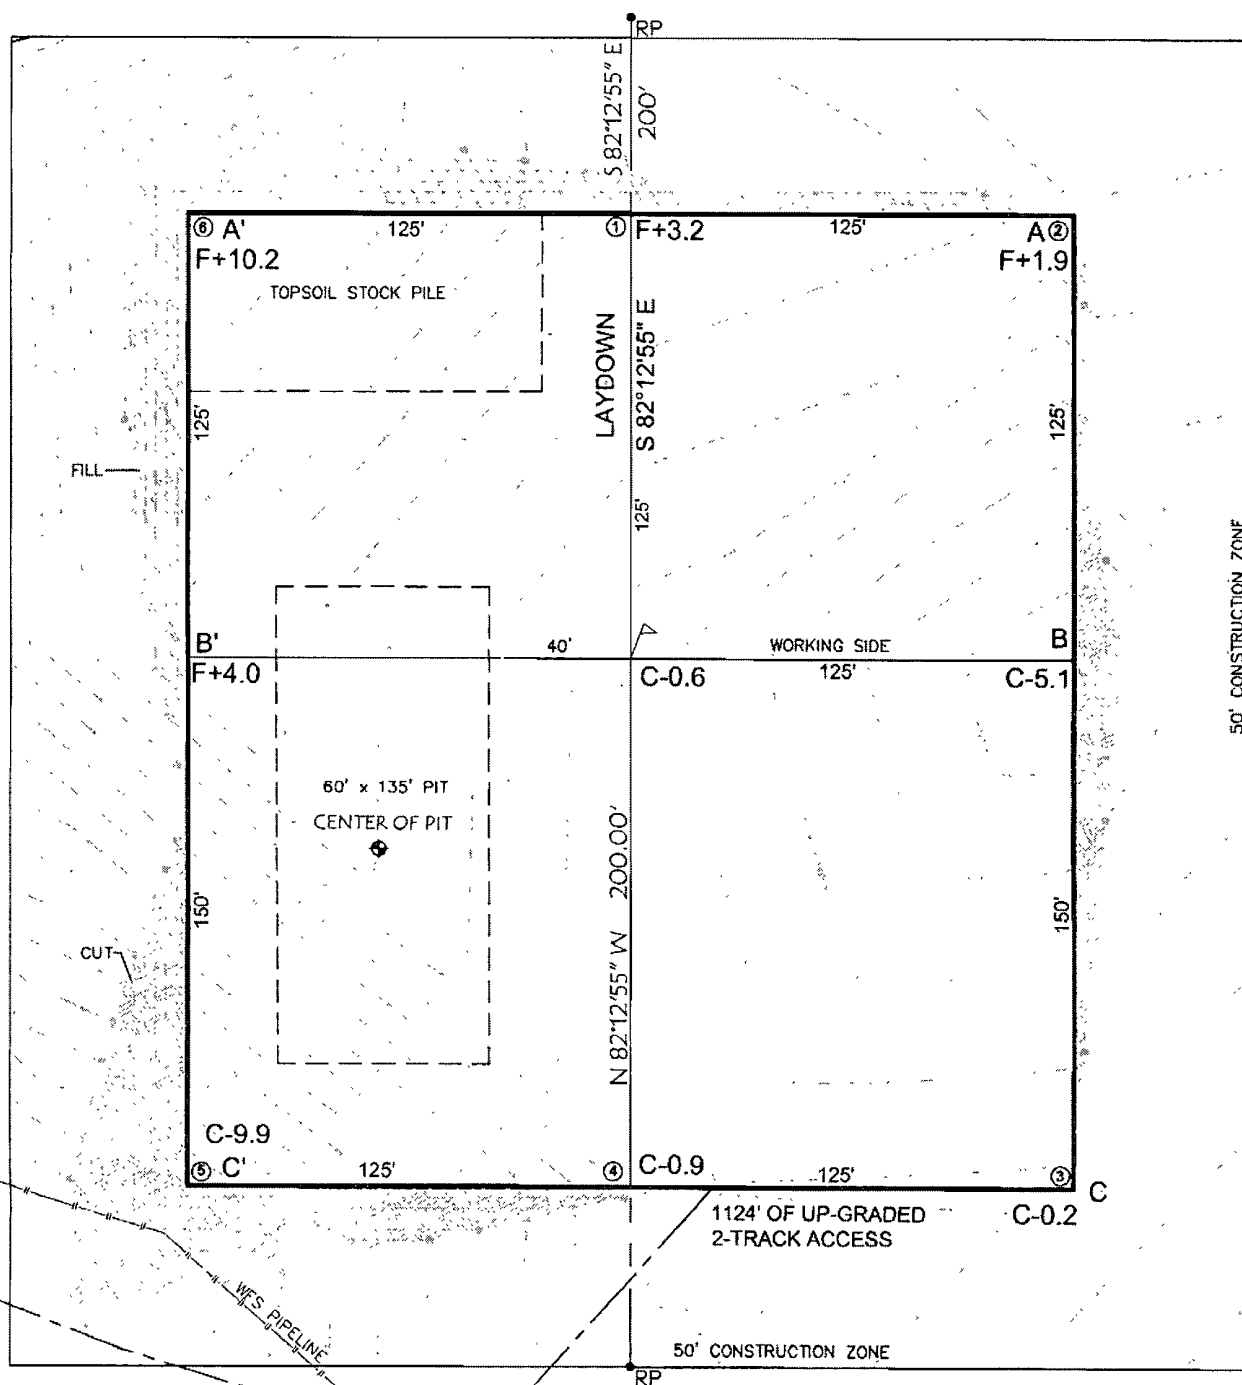 RP
S 82°12'55" E
200'
⑥ A'
125'
①
F+3.2
125'
A ②
F+10.2
F+1.9
TOPSOIL STOCK PILE
LAYDOWN
S 82°12'55" E
125'
125'
125'
FILL
50' CONSTRUCTION ZONE
B'
40'
WORKING SIDE
B
F+4.0
C-0.6
125'
C-5.1
60' x 135' PIT
CENTER OF PIT
N 82°12'55" W 200.00'
150'
150'
CUT
C-9.9
⑤ C'
125'
④
C-0.9
125'
③
C
1124' OF UP-GRADED
2-TRACK ACCESS
C-0.2
WFS PIPELINE
50' CONSTRUCTION ZONE
RP